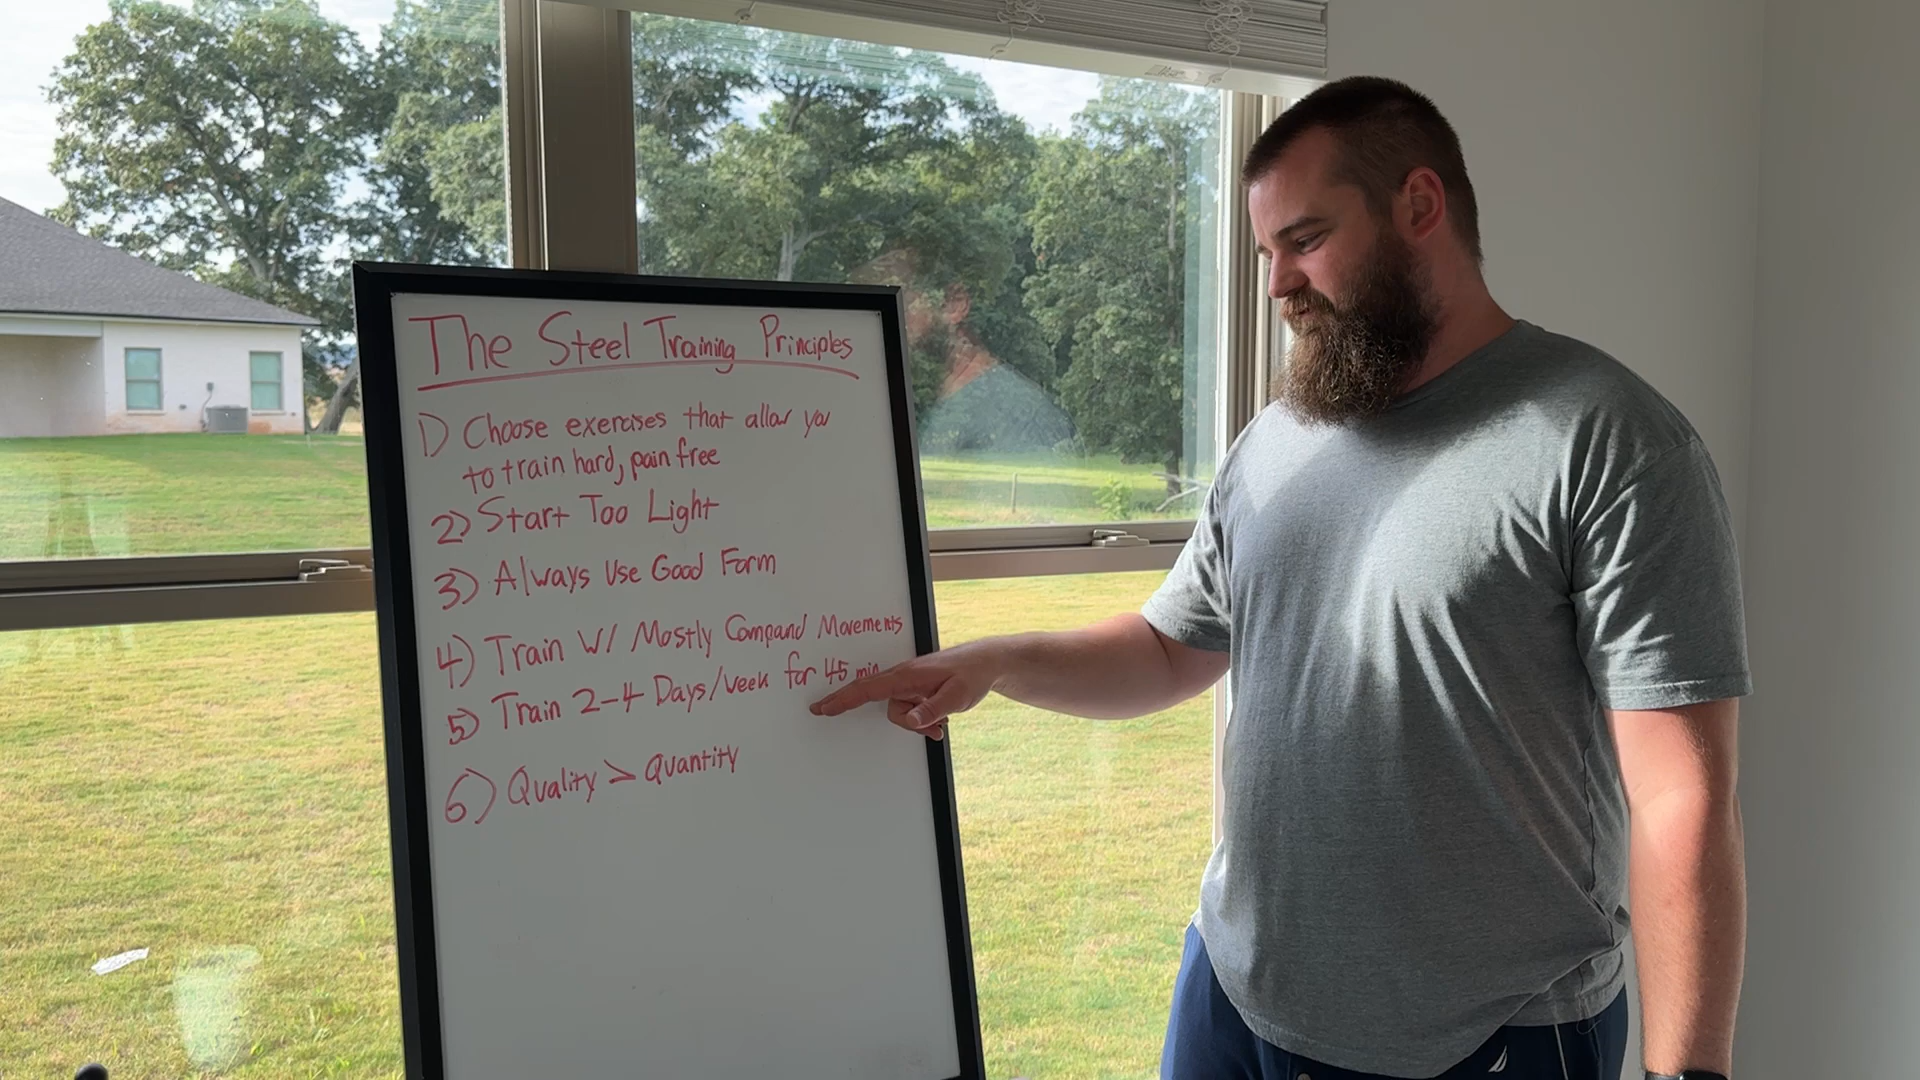 The Steel Training Principles
1) Choose exercises that allow you
to train hard, pain free
2) Start Too Light
3) Always Use Good Form
4) Train W/ Mostly Compound Movements
5) Train 2-4 Days/week for 45 min
6) Quality > Quantity